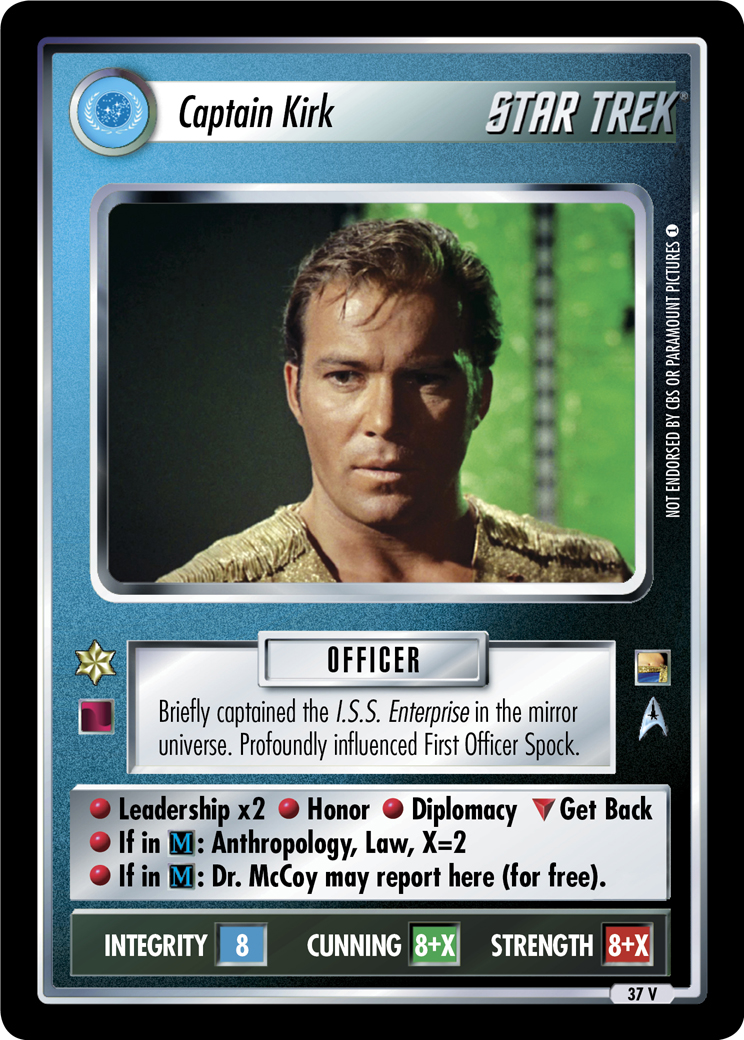 Captain Kirk
STAR TREK®
NOT ENDORSED BY CBS OR PARAMOUNT PICTURES 1
OFFICER
Briefly captained the I.S.S. Enterprise in the mirror
universe. Profoundly influenced First Officer Spock.
Leadership x2 Honor Diplomacy Get Back
If in M: Anthropology, Law, X=2
If in M: Dr. McCoy may report here (for free).
INTEGRITY 8 CUNNING 8+X STRENGTH 8+X
37 V